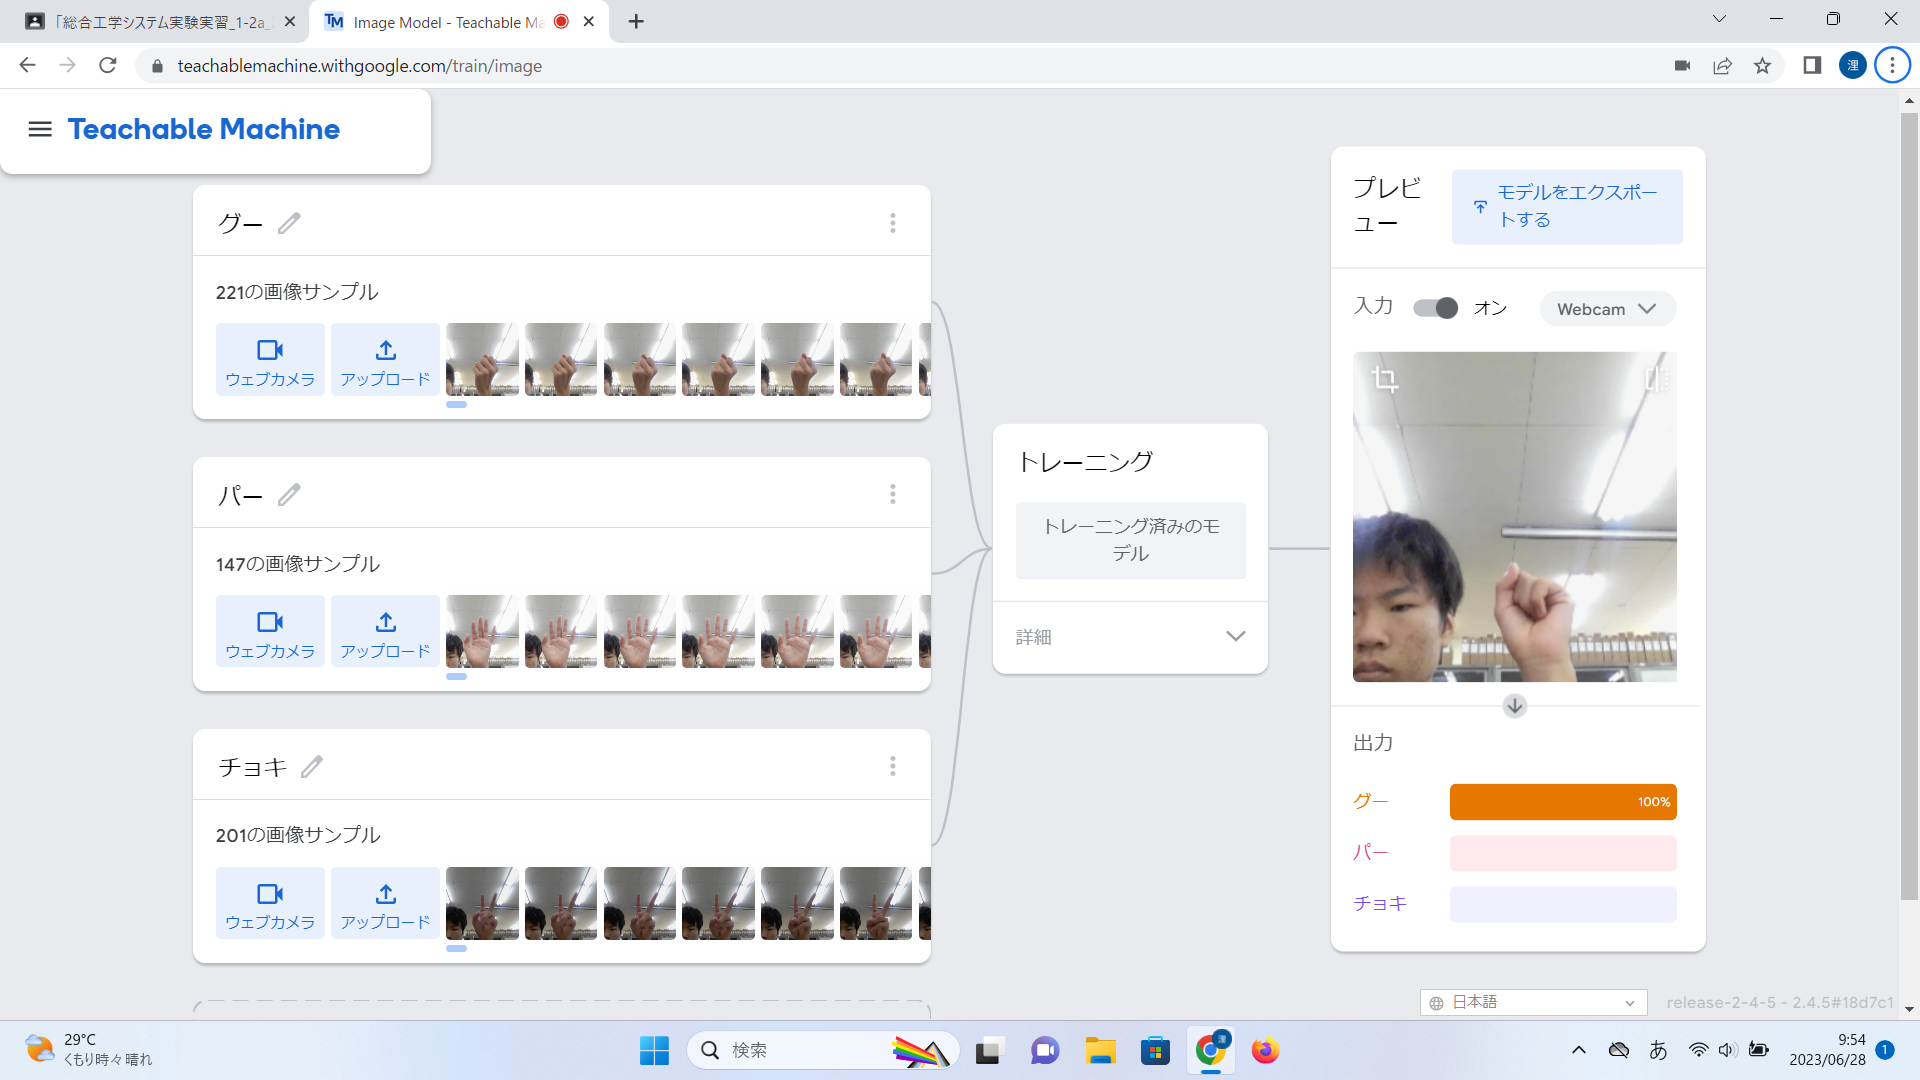 「総合工学システム実験実習_1-2a_
Image Model - Teachable Ma
teachablemachine.withgoogle.com/train/image
浬
Teachable Machine
グー
221の画像サンプル
ウェブカメラ
アップロード
パー
147の画像サンプル
ウェブカメラ
アップロード
チョキ
201の画像サンプル
ウェブカメラ
アップロード
トレーニング
トレーニング済みのモ
デル
詳細
プレビ
ュー
モデルをエクスポー
トする
入力
オン
Webcam
出力
グー
100%
パー
チョキ
日本語
release-2-4-5 - 2.4.5#18d7c1
29°C
くもり時々晴れ
検索
浬
あ
9:54
2023/06/28
1